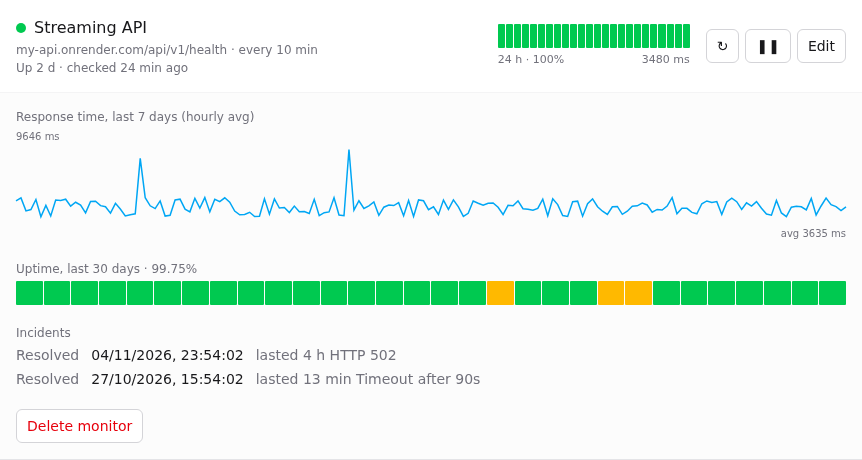 Streaming API
my-api.onrender.com/api/v1/health · every 10 min
Up 2 d · checked 24 min ago
24 h · 100% 3480 ms
↻ ❚❚ Edit
Response time, last 7 days (hourly avg)
9646 ms
avg 3635 ms
Uptime, last 30 days · 99.75%
Incidents
Resolved 04/11/2026, 23:54:02 lasted 4 h HTTP 502
Resolved 27/10/2026, 15:54:02 lasted 13 min Timeout after 90s
Delete monitor